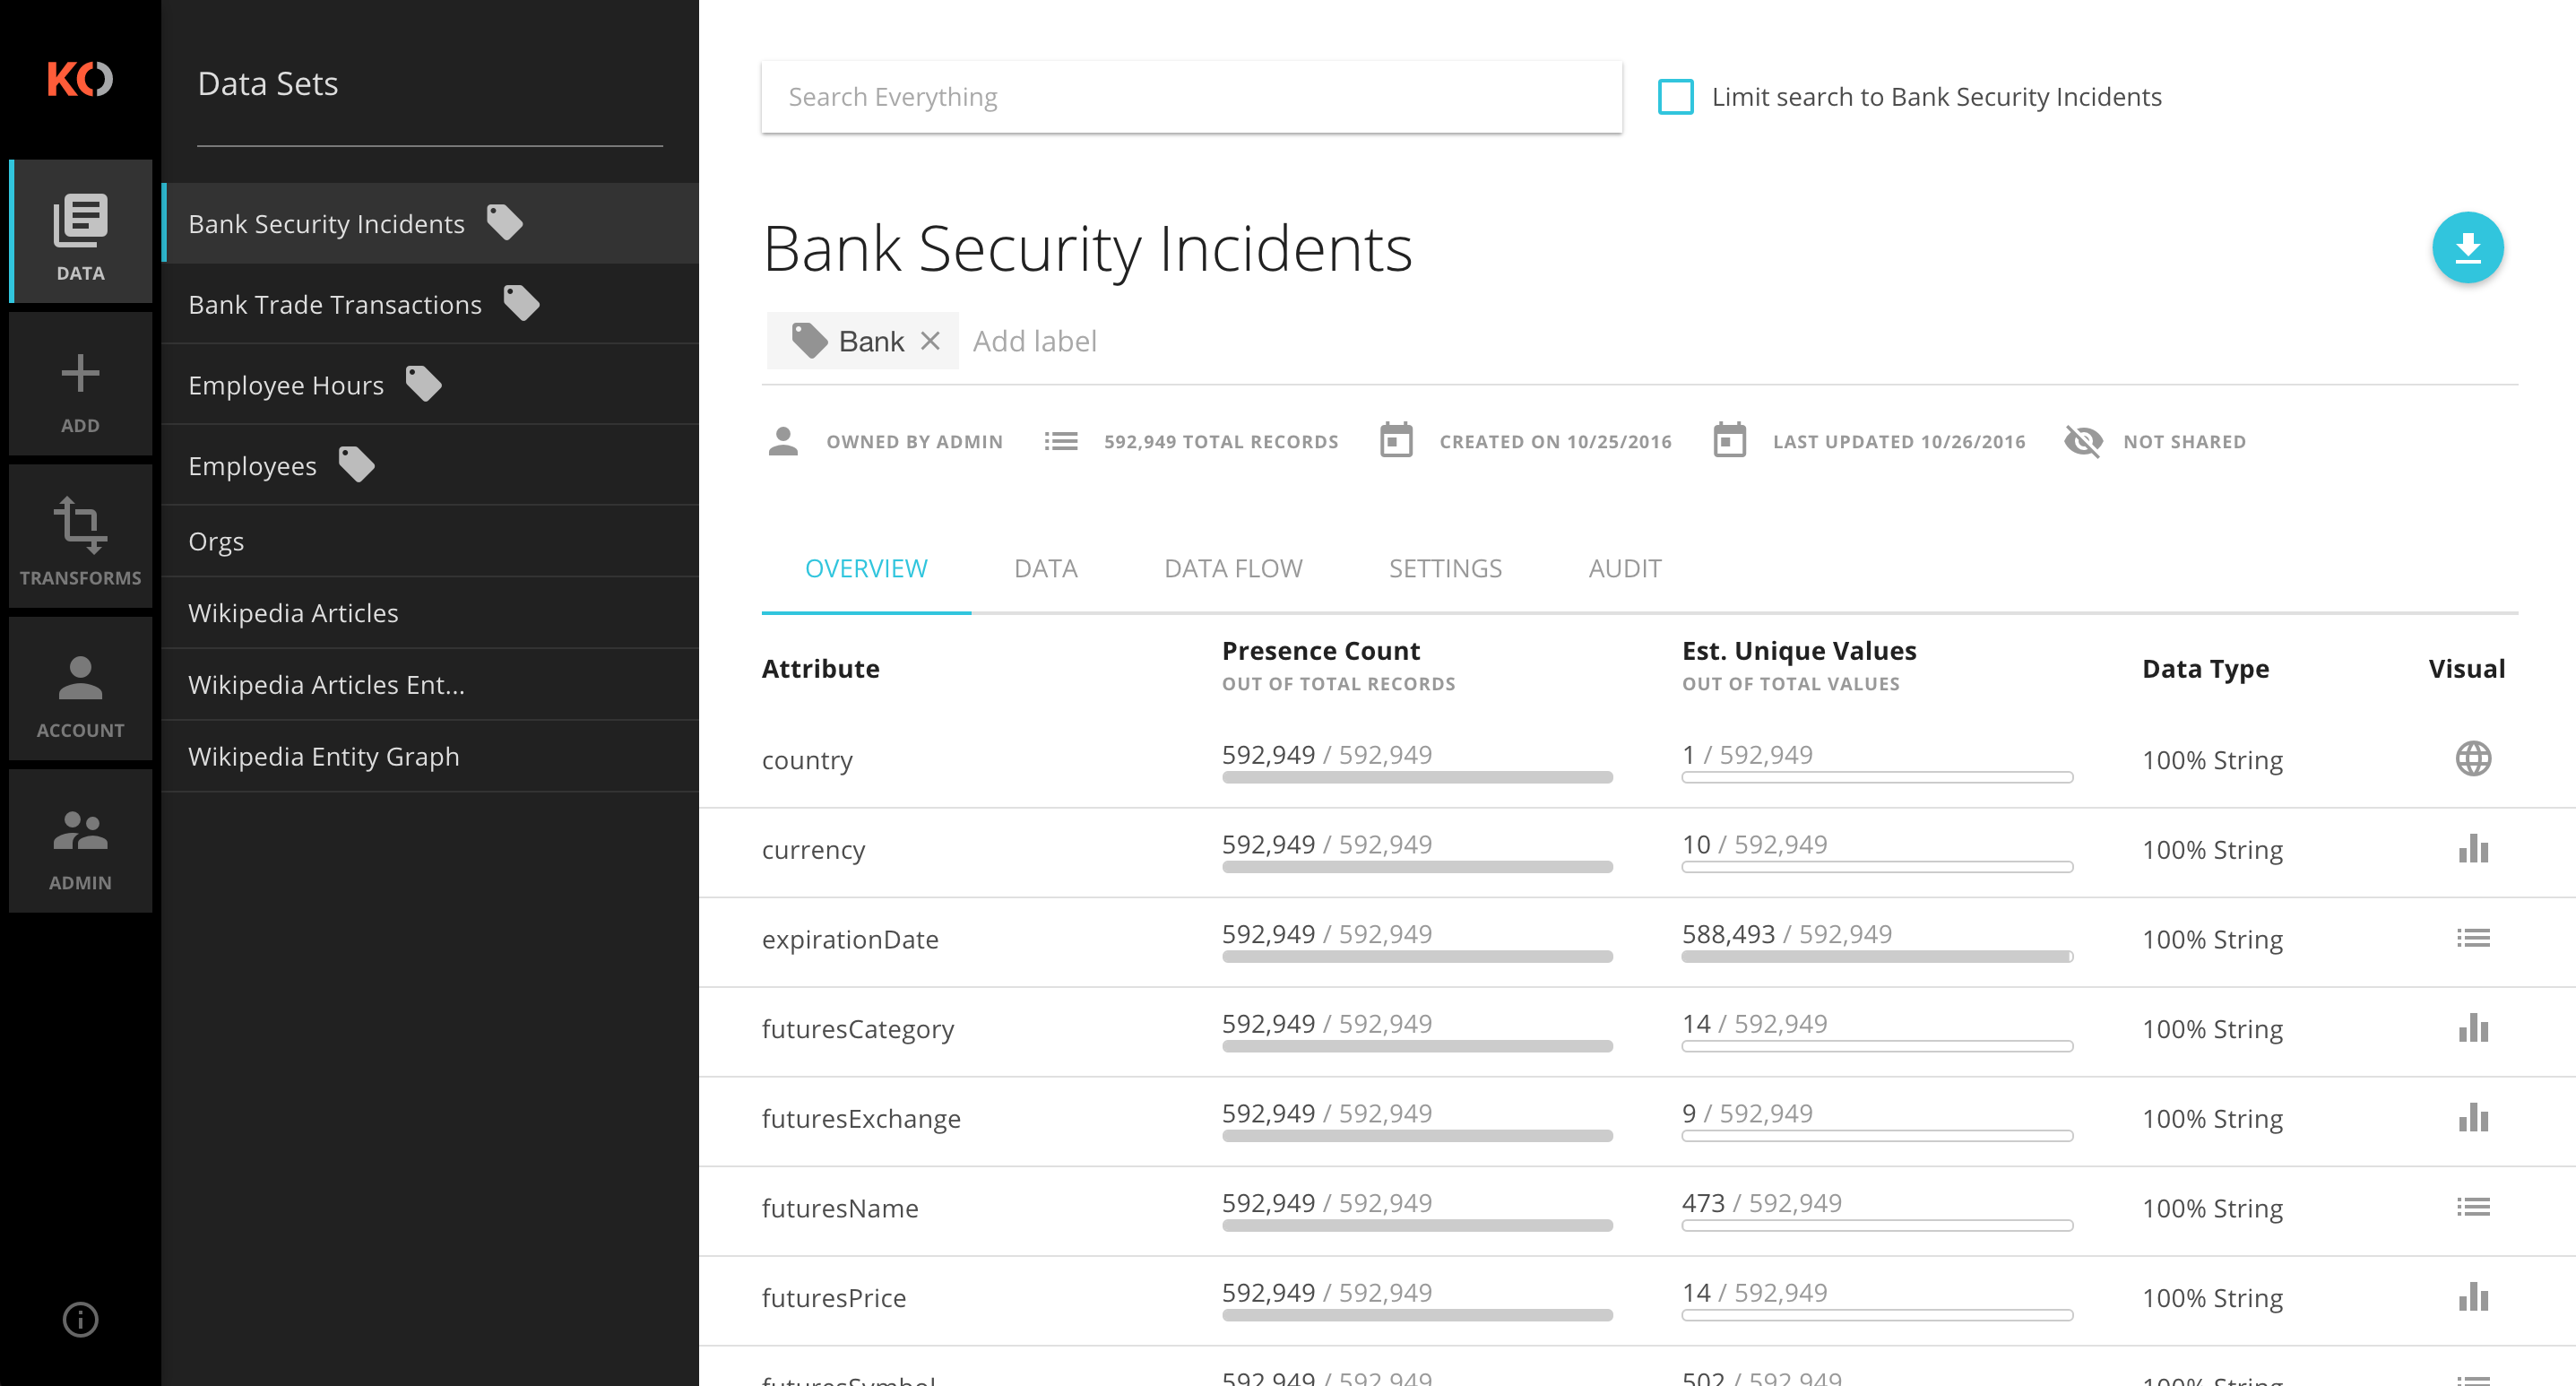 KO
DATA
ADD
TRANSFORMS
ACCOUNT
ADMIN
Data Sets
Bank Security Incidents
Bank Trade Transactions
Employee Hours
Employees
Orgs
Wikipedia Articles
Wikipedia Articles Ent...
Wikipedia Entity Graph
Search Everything
Limit search to Bank Security Incidents
Bank Security Incidents
Bank Add label
OWNED BY ADMIN 592,949 TOTAL RECORDS CREATED ON 10/25/2016 LAST UPDATED 10/26/2016 NOT SHARED
OVERVIEW DATA DATA FLOW SETTINGS AUDIT
Attribute Presence Count Est. Unique Values Data Type Visual
OUT OF TOTAL RECORDS OUT OF TOTAL VALUES
country 592,949 / 592,949 1 / 592,949 100% String
currency 592,949 / 592,949 10 / 592,949 100% String
expirationDate 592,949 / 592,949 588,493 / 592,949 100% String
futuresCategory 592,949 / 592,949 14 / 592,949 100% String
futuresExchange 592,949 / 592,949 9 / 592,949 100% String
futuresName 592,949 / 592,949 473 / 592,949 100% String
futuresPrice 592,949 / 592,949 14 / 592,949 100% String
futuresSymbol 592,949 / 592,949 502 / 592,949 100% String